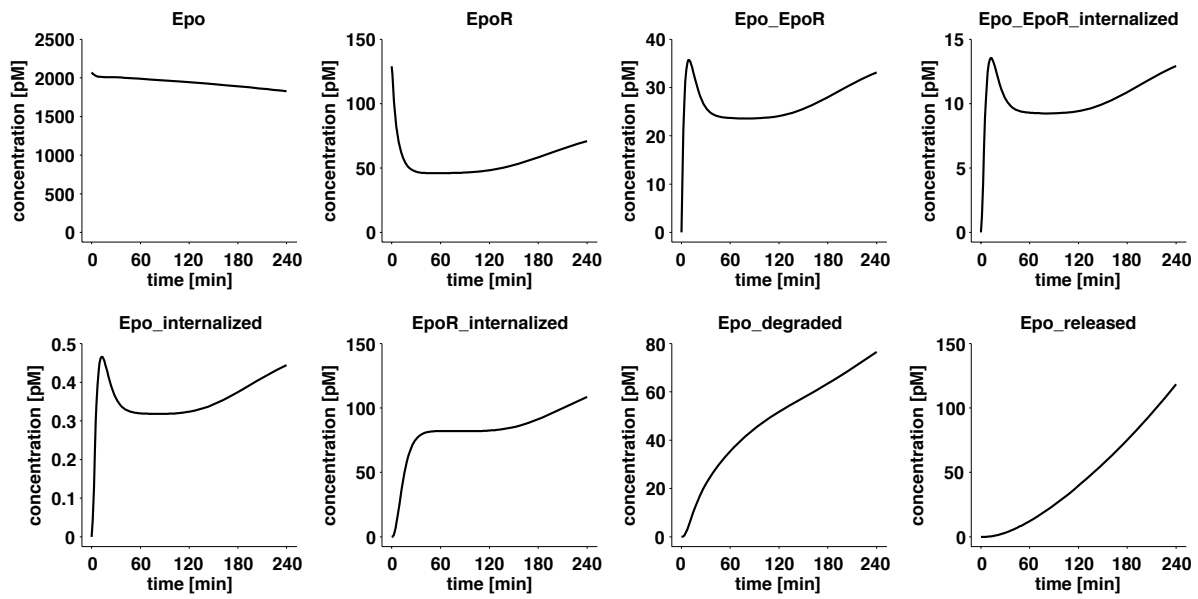 Epo
EpoR
Epo_EpoR
Epo_EpoR_internalized
2500
2000
1500
1000
500
0
concentration [pM]
0 60 120 180 240
time [min]
150
100
50
0
concentration [pM]
0 60 120 180 240
time [min]
40
30
20
10
0
concentration [pM]
0 60 120 180 240
time [min]
15
10
5
0
concentration [pM]
0 60 120 180 240
time [min]
Epo_internalized
EpoR_internalized
Epo_degraded
Epo_released
0.5
0.4
0.3
0.2
0.1
0
concentration [pM]
0 60 120 180 240
time [min]
150
100
50
0
concentration [pM]
0 60 120 180 240
time [min]
80
60
40
20
0
concentration [pM]
0 60 120 180 240
time [min]
150
100
50
0
concentration [pM]
0 60 120 180 240
time [min]